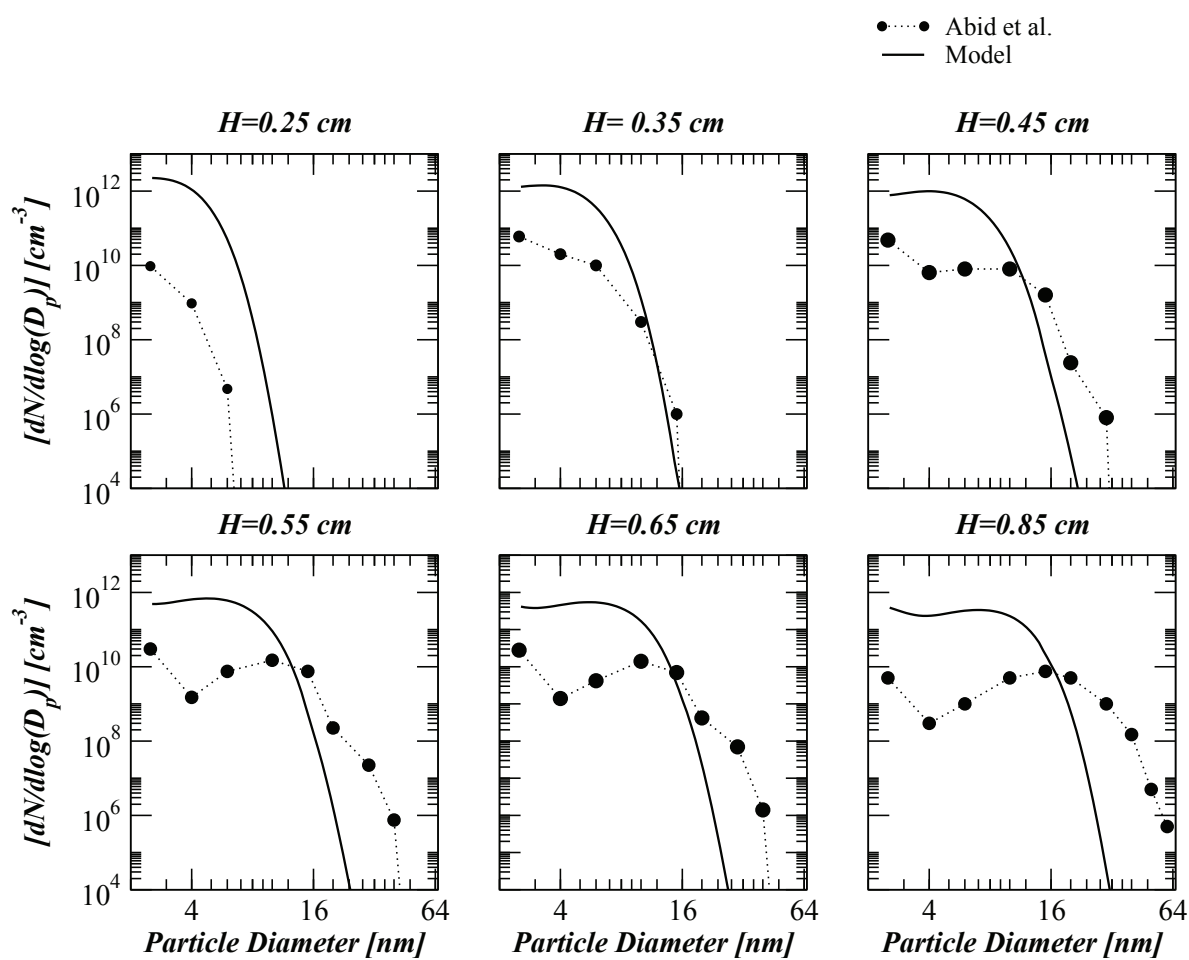 Abid et al.
Model
H=0.25 cm
H= 0.35 cm
H=0.45 cm
[dN/dlog(D_p)] [cm^-3]
10^12
10^10
10^8
10^6
10^4
H=0.55 cm
H=0.65 cm
H=0.85 cm
[dN/dlog(D_p)] [cm^-3]
10^12
10^10
10^8
10^6
10^4
4 16 64 4 16 64 4 16 64
Particle Diameter [nm] Particle Diameter [nm] Particle Diameter [nm]